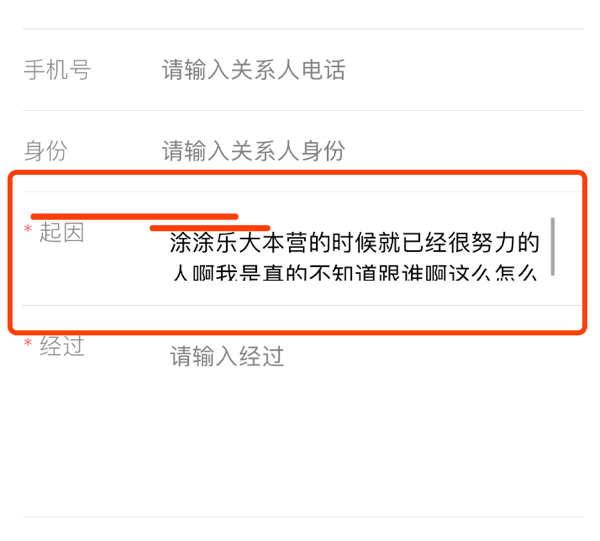 手机号 请输入关系人电话
身份 请输入关系人身份
* 起因 涂涂乐大本营的时候就已经很努力的
人啊我是真的不知道跟谁啊这么怎么
* 经过 请输入经过